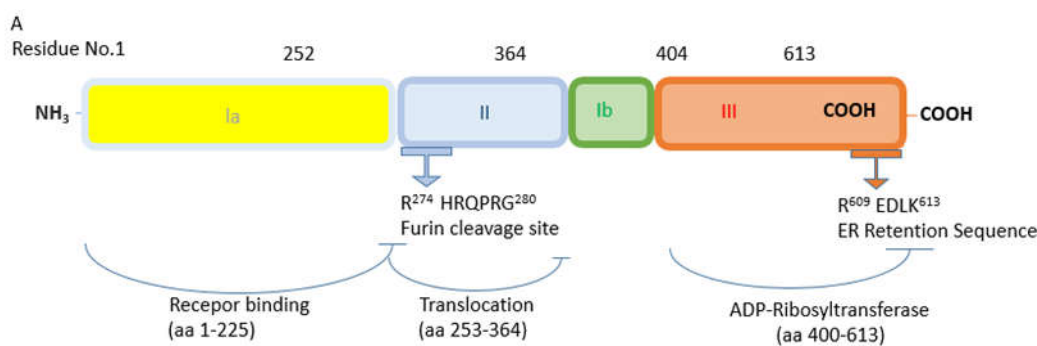 A
Residue No.1 252 364 404 613
NH₃ Ia II Ib III COOH COOH
R²⁷⁴ HRQPRG²⁸⁰ R⁶⁰⁹ EDLK⁶¹³
Furin cleavage site ER Retention Sequence
Recepor binding Translocation ADP-Ribosyltransferase
(aa 1-225) (aa 253-364) (aa 400-613)